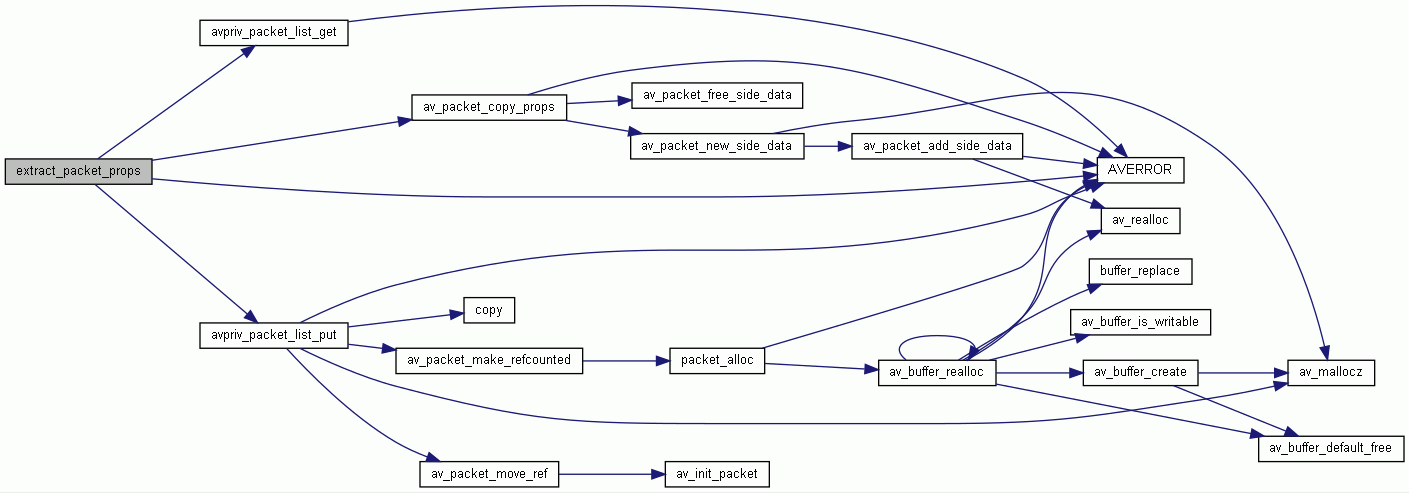 avpriv_packet_list_get
av_packet_copy_props
av_packet_free_side_data
av_packet_new_side_data
av_packet_add_side_data
extract_packet_props
AVERROR
av_realloc
buffer_replace
copy
av_buffer_is_writable
avpriv_packet_list_put
av_packet_make_refcounted
packet_alloc
av_buffer_realloc
av_buffer_create
av_mallocz
av_buffer_default_free
av_packet_move_ref
av_init_packet